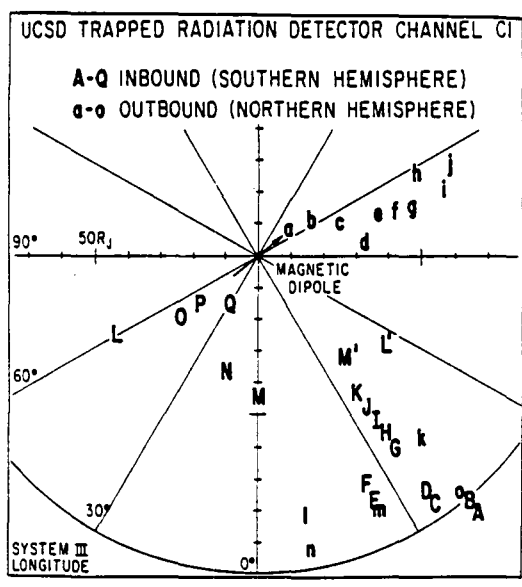 UCSD TRAPPED RADIATION DETECTOR CHANNEL C1
A-Q INBOUND (SOUTHERN HEMISPHERE)
a-o OUTBOUND (NORTHERN HEMISPHERE)
j
h
i
b
e f g
a
c
d
90°
50RJ
MAGNETIC
DIPOLE
P Q
O
L
L'
M'
60°
N
M
K
J
I
H
G
k
F
E
m
D
C
o
B
A
l
30°
n
SYSTEM III
LONGITUDE
0°